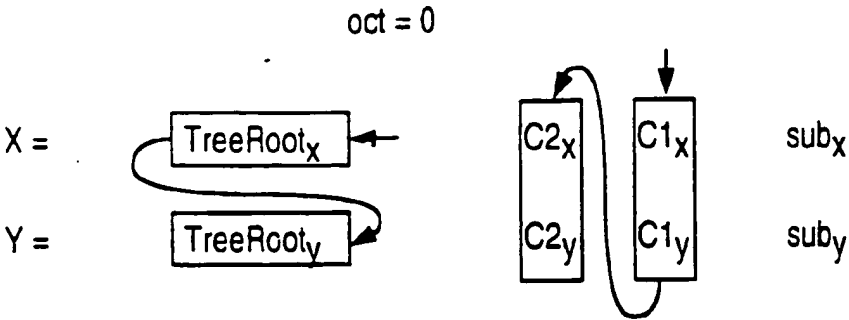 oct = 0
X = TreeRootx C2x C1x subx
Y = TreeRooty C2y C1y suby